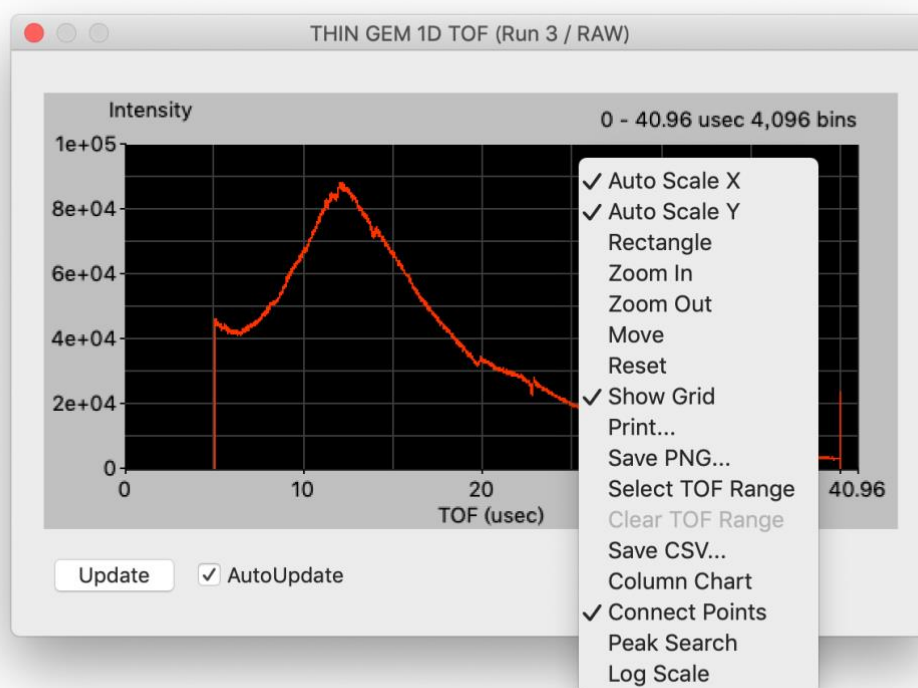 THIN GEM 1D TOF (Run 3 / RAW)
Intensity
0 - 40.96 usec 4,096 bins
1e+05
8e+04
6e+04
4e+04
2e+04
0
0
10
20
40.96
TOF (usec)
Auto Scale X
Auto Scale Y
Rectangle
Zoom In
Zoom Out
Move
Reset
Show Grid
Print...
Save PNG...
Select TOF Range
Clear TOF Range
Save CSV...
Column Chart
Connect Points
Peak Search
Log Scale
Update
AutoUpdate